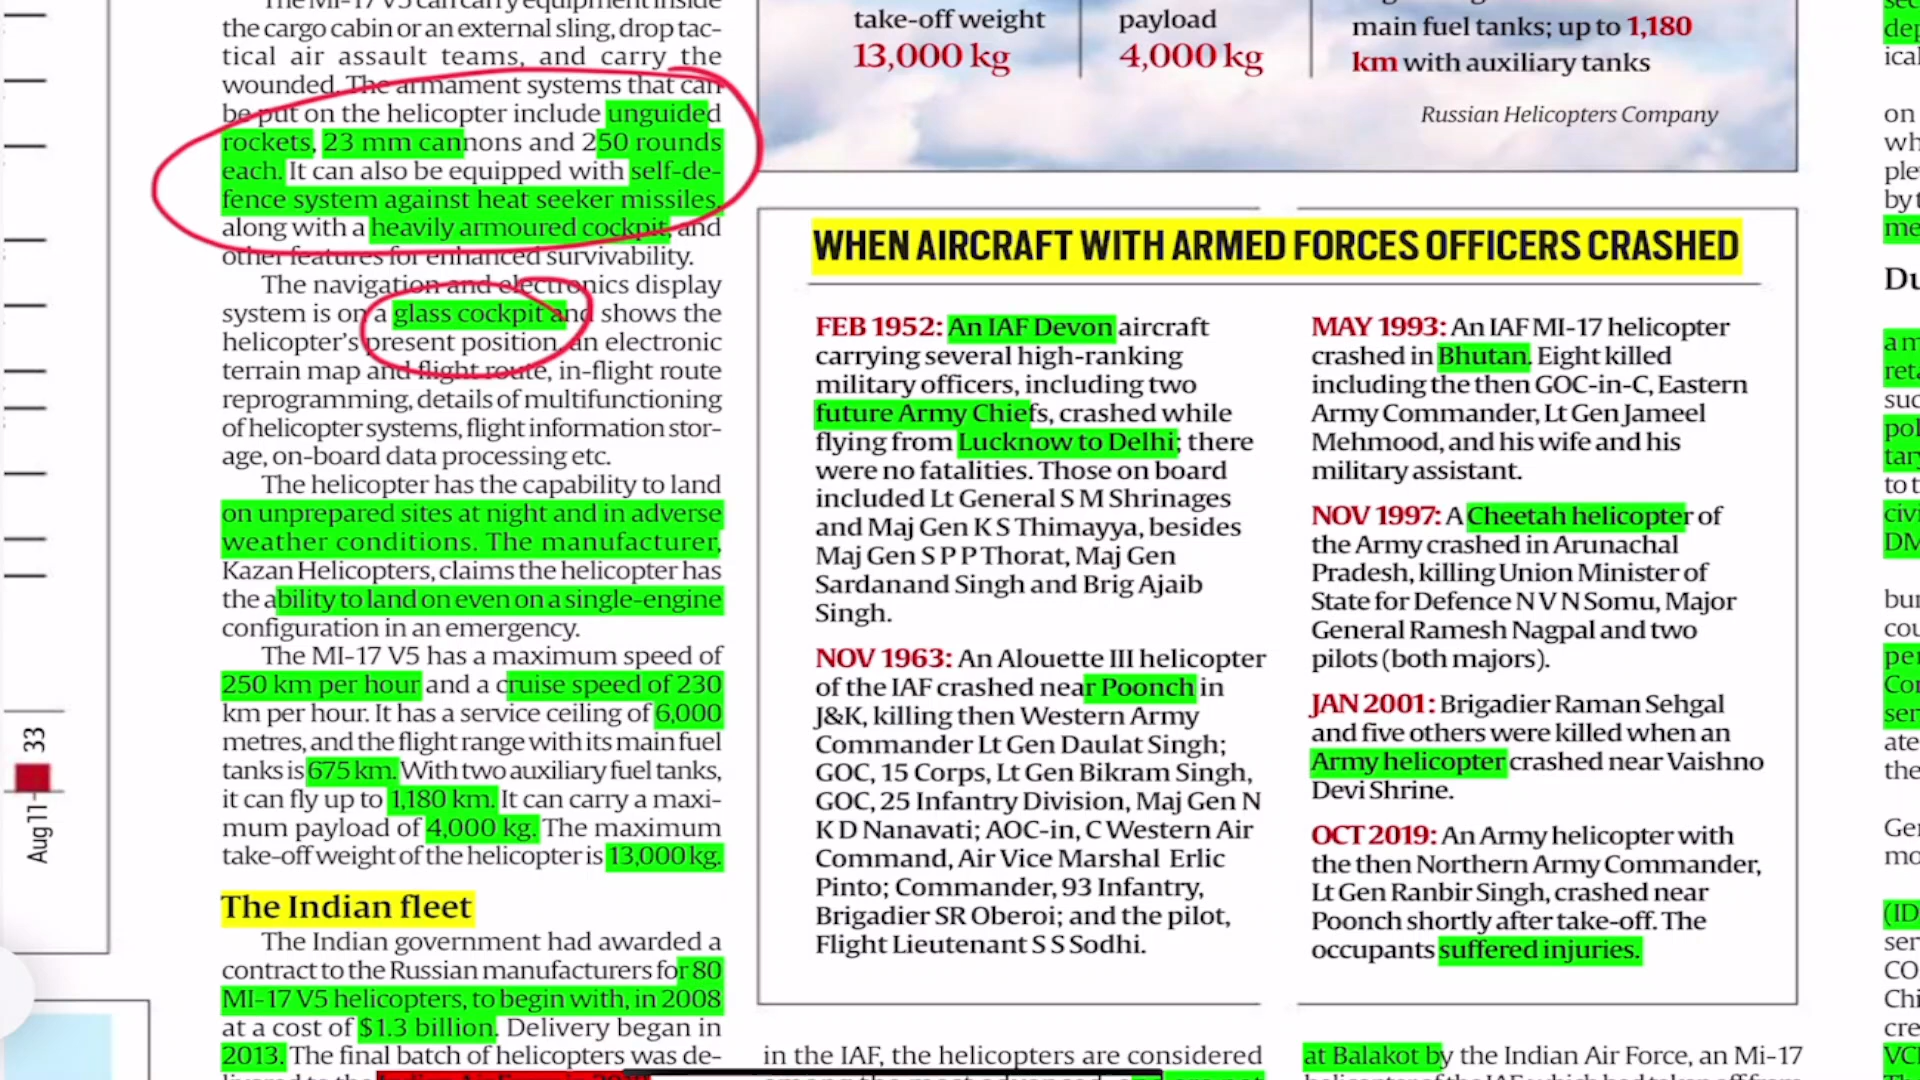 The MI-17 V5 can carry equipment inside
the cargo cabin or an external sling, drop tac-
tical air assault teams, and carry the
wounded. The armament systems that can
be put on the helicopter include unguided
rockets, 23 mm cannons and 250 rounds
each. It can also be equipped with self-de-
fence system against heat seeker missiles,
along with a heavily armoured cockpit, and
other features for enhanced survivability.
The navigation and electronics display
system is on a glass cockpit and shows the
helicopter's present position, an electronic
terrain map and flight route, in-flight route
reprogramming, details of multifunctioning
of helicopter systems, flight information stor-
age, on-board data processing etc.
The helicopter has the capability to land
on unprepared sites at night and in adverse
weather conditions. The manufacturer,
Kazan Helicopters, claims the helicopter has
the ability to land on even on a single-engine
configuration in an emergency.
The MI-17 V5 has a maximum speed of
250 km per hour and a cruise speed of 230
km per hour. It has a service ceiling of 6,000
metres, and the flight range with its main fuel
tanks is 675 km. With two auxiliary fuel tanks,
it can fly up to 1,180 km. It can carry a maxi-
mum payload of 4,000 kg. The maximum
take-off weight of the helicopter is 13,000 kg.
The Indian fleet
The Indian government had awarded a
contract to the Russian manufacturers for 80
MI-17 V5 helicopters, to begin with, in 2008
at a cost of $1.3 billion. Delivery began in
2013. The final batch of helicopters was de-
take-off weight
13,000 kg
payload
4,000 kg
main fuel tanks; up to 1,180
km with auxiliary tanks
Russian Helicopters Company
WHEN AIRCRAFT WITH ARMED FORCES OFFICERS CRASHED
FEB 1952: An IAF Devon aircraft
carrying several high-ranking
military officers, including two
future Army Chiefs, crashed while
flying from Lucknow to Delhi; there
were no fatalities. Those on board
included Lt General S M Shrinages
and Maj Gen K S Thimayya, besides
Maj Gen S P P Thorat, Maj Gen
Sardanand Singh and Brig Ajaib
Singh.
NOV 1963: An Alouette III helicopter
of the IAF crashed near Poonch in
J&K, killing then Western Army
Commander Lt Gen Daulat Singh;
GOC, 15 Corps, Lt Gen Bikram Singh,
GOC, 25 Infantry Division, Maj Gen N
K D Nanavati; AOC-in, C Western Air
Command, Air Vice Marshal Erlic
Pinto; Commander, 93 Infantry,
Brigadier SR Oberoi; and the pilot,
Flight Lieutenant S S Sodhi.
MAY 1993: An IAF MI-17 helicopter
crashed in Bhutan. Eight killed
including the then GOC-in-C, Eastern
Army Commander, Lt Gen Jameel
Mehmood, and his wife and his
military assistant.
NOV 1997: A Cheetah helicopter of
the Army crashed in Arunachal
Pradesh, killing Union Minister of
State for Defence N V N Somu, Major
General Ramesh Nagpal and two
pilots (both majors).
JAN 2001: Brigadier Raman Sehgal
and five others were killed when an
Army helicopter crashed near Vaishno
Devi Shrine.
OCT 2019: An Army helicopter with
the then Northern Army Commander,
Lt Gen Ranbir Singh, crashed near
Poonch shortly after take-off. The
occupants suffered injuries.
in the IAF, the helicopters are considered
at Balakot by the Indian Air Force, an Mi-17
33
Aug 11